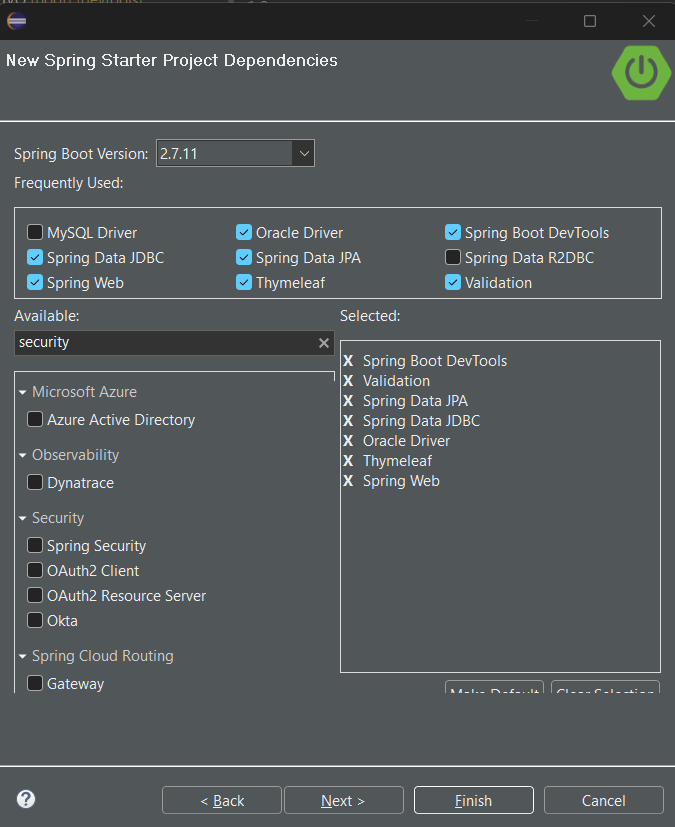 New Spring Starter Project Dependencies
Spring Boot Version: 2.7.11
Frequently Used:
MySQL Driver Oracle Driver Spring Boot DevTools
Spring Data JDBC Spring Data JPA Spring Data R2DBC
Spring Web Thymeleaf Validation
Available: Selected:
security
Microsoft Azure
Azure Active Directory
Observability
Dynatrace
Security
Spring Security
OAuth2 Client
OAuth2 Resource Server
Okta
Spring Cloud Routing
Gateway
X Spring Boot DevTools
X Validation
X Spring Data JPA
X Spring Data JDBC
X Oracle Driver
X Thymeleaf
X Spring Web
Make Default Clear Selection
? < Back Next > Finish Cancel